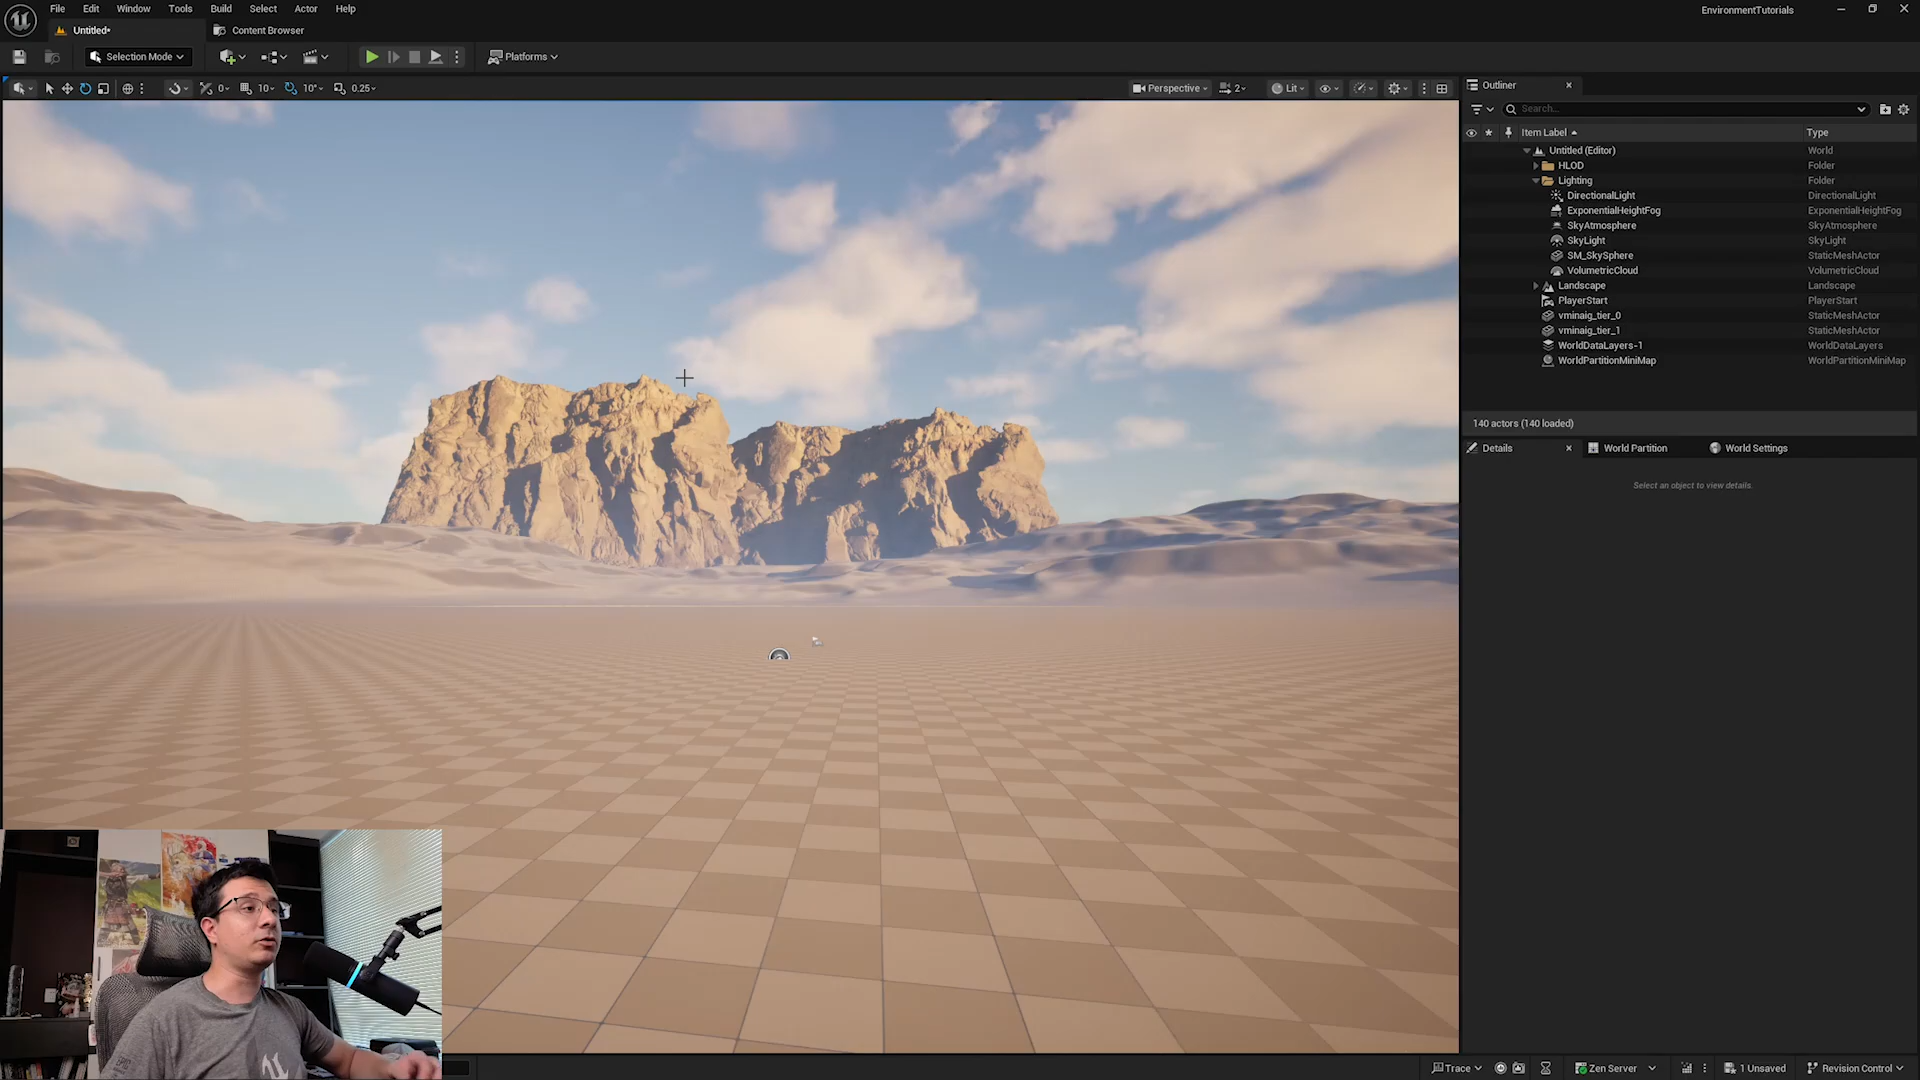 File Edit Window Tools Build Select Actor Help
EnvironmentTutorials
Untitled*
Content Browser
Selection Mode
Platforms
0
10
10°
0.25
Perspective
2
Lit
Outliner
Search...
Item Label
Type
Untitled (Editor) World
HLOD Folder
Lighting Folder
DirectionalLight DirectionalLight
ExponentialHeightFog ExponentialHeightFog
SkyAtmosphere SkyAtmosphere
SkyLight SkyLight
SM_SkySphere StaticMeshActor
VolumetricCloud VolumetricCloud
Landscape Landscape
PlayerStart PlayerStart
vminaig_tier_0 StaticMeshActor
vminaig_tier_1 StaticMeshActor
WorldDataLayers-1 WorldDataLayers
WorldPartitionMiniMap WorldPartitionMiniMap
140 actors (140 loaded)
Details
World Partition
World Settings
Select an object to view details.
Trace
Zen Server
1 Unsaved
Revision Control